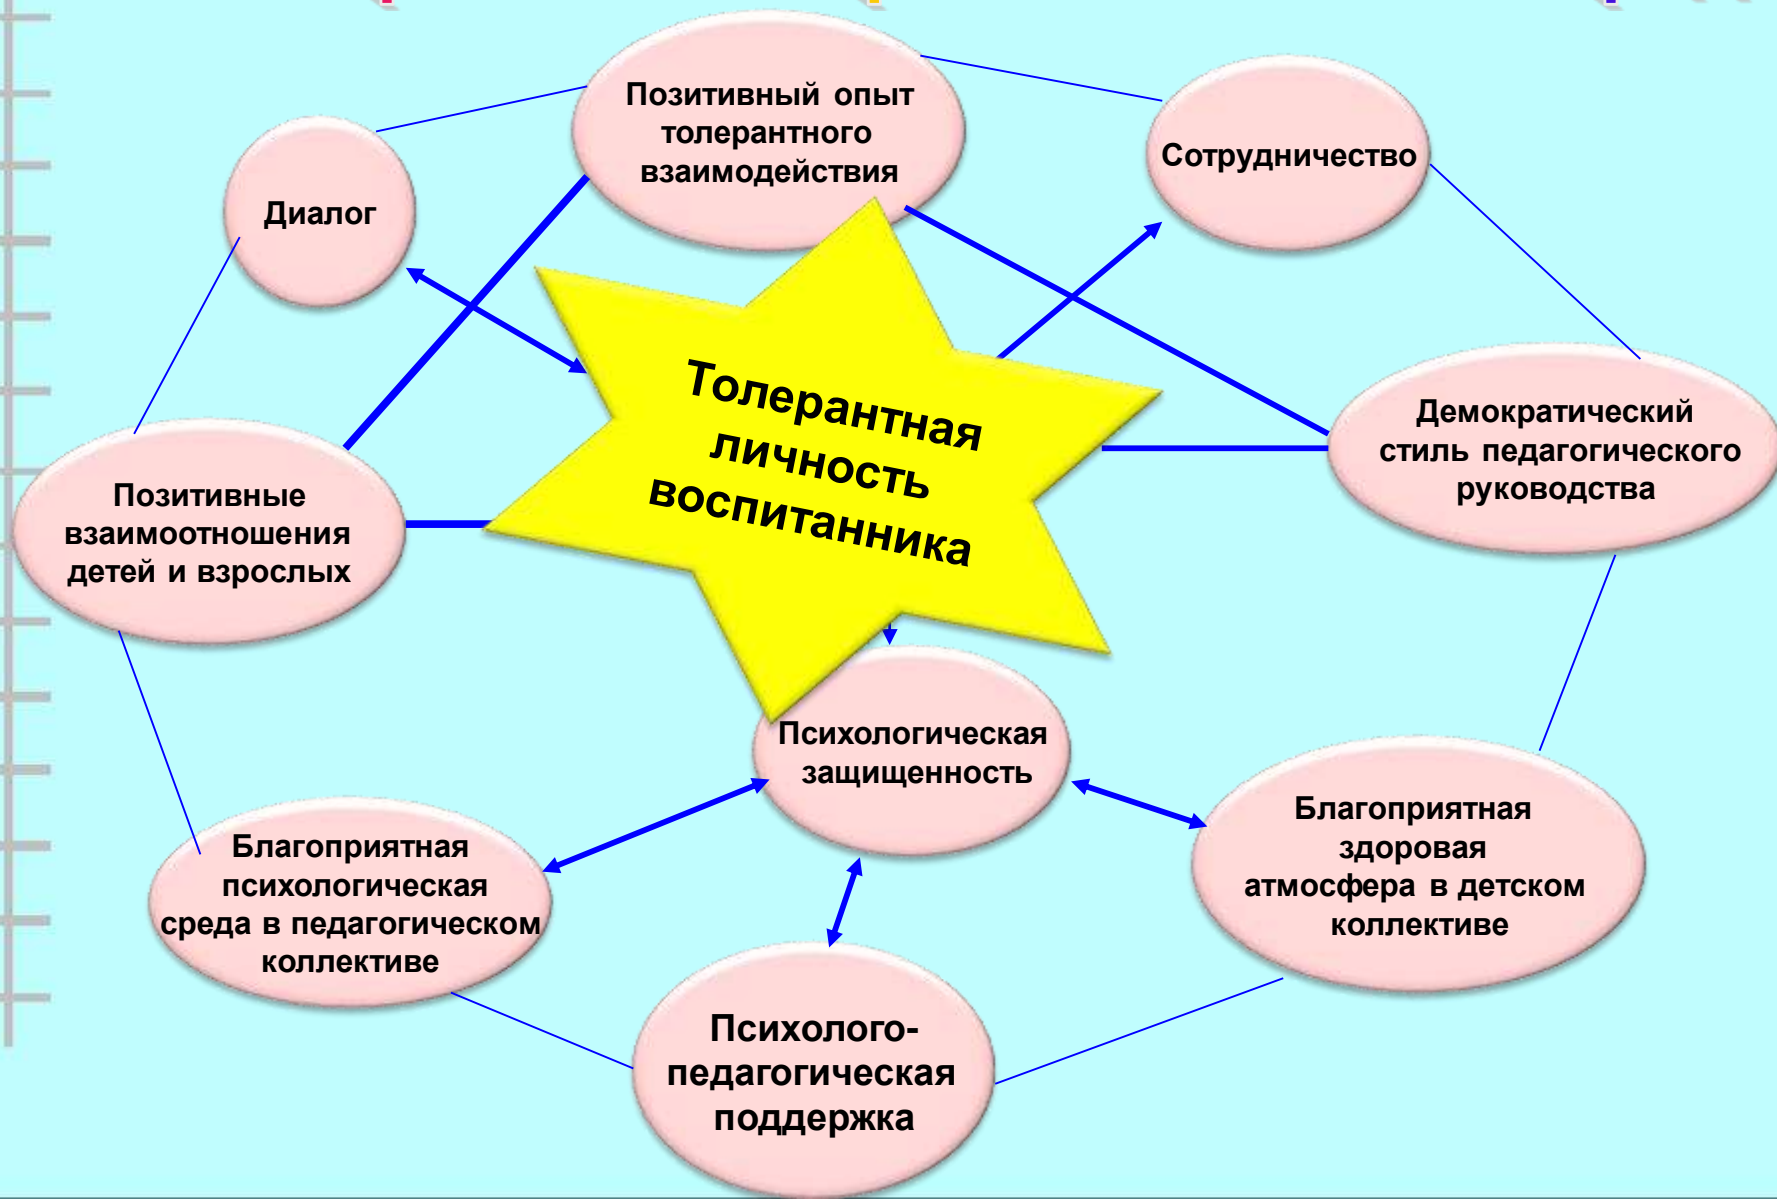 Позитивный опыт
толерантного
взаимодействия
Сотрудничество
Диалог
Толерантная
личность
воспитанника
Демократический
стиль педагогического
руководства
Позитивные
взаимоотношения
детей и взрослых
Психологическая
защищенность
Благоприятная
психологическая
среда в педагогическом
коллективе
Благоприятная
здоровая
атмосфера в детском
коллективе
Психолого-
педагогическая
поддержка